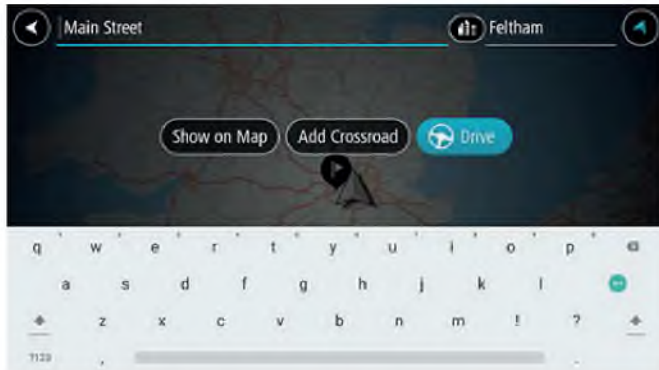 Main Street Feltham
Show on Map Add Crossroad Drive
q w e r t y u i o p
a s d f g h j k l
z x c v b n m ! ?
?123 , .